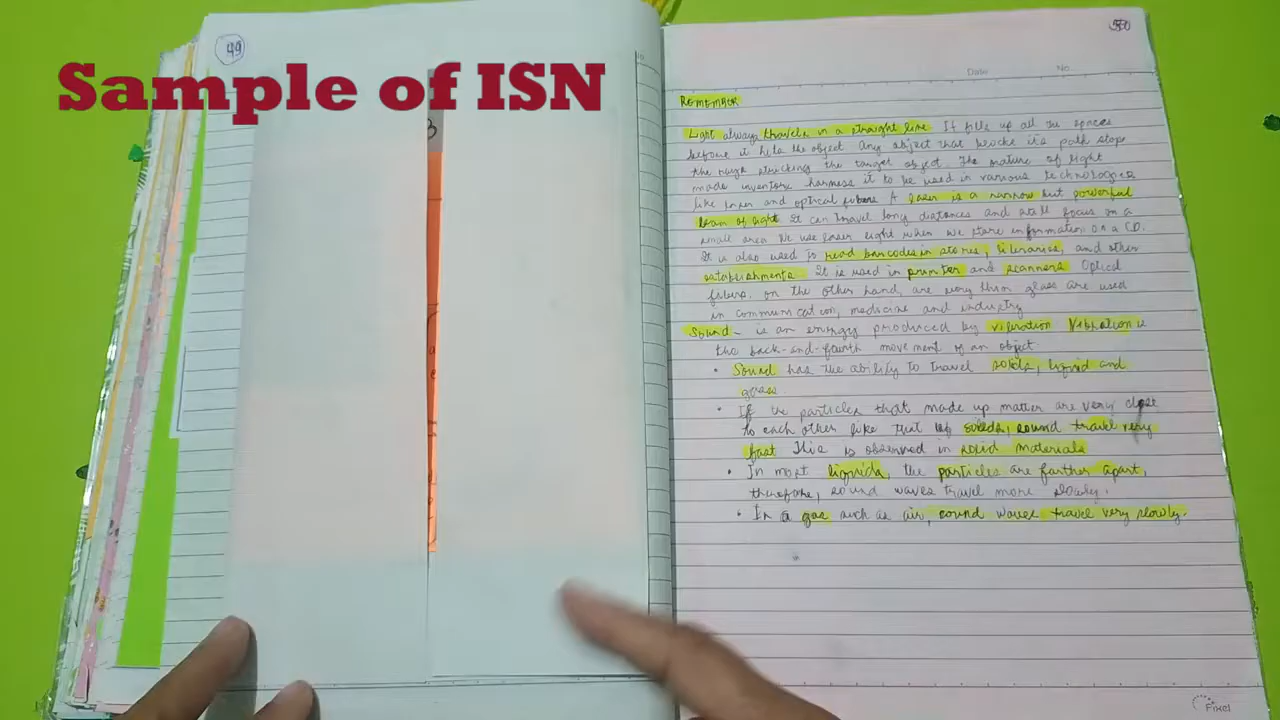 49
Sample of ISN
3
Date
No.
REMEMBER
Light always travels in a straight line It fills up all the spaces
before it hits the object Any object that blocks its path stops
the rays striking the target object. The nature of light
made inventors harness it to be used in various technologies
like laser and optical fibers A laser is a narrow but powerful
beam of light It can travel long distances and still focus on a
small area We use laser light when we store information on a CD.
It is also used to read barcodes in stores, libraries, and other
establishments It is used in printer and scanners Optical
fibers, on the other hand, are very thin glass are used
in communication, medicine and industry
Sound - is an energy produced by vibration Vibration is
the back-and-fourth movement of an object
• Sound has the ability to travel solids, liquid and
gases.
• If the particles that made up matter are very close
to each other like that of solids, sound travel very
fast This is observed in solid materials
• In most liquids, the particles are farther apart,
therefore, sound waves travel more slowly.
• In a gas such as air, sound waves travel very slowly.
Fixel